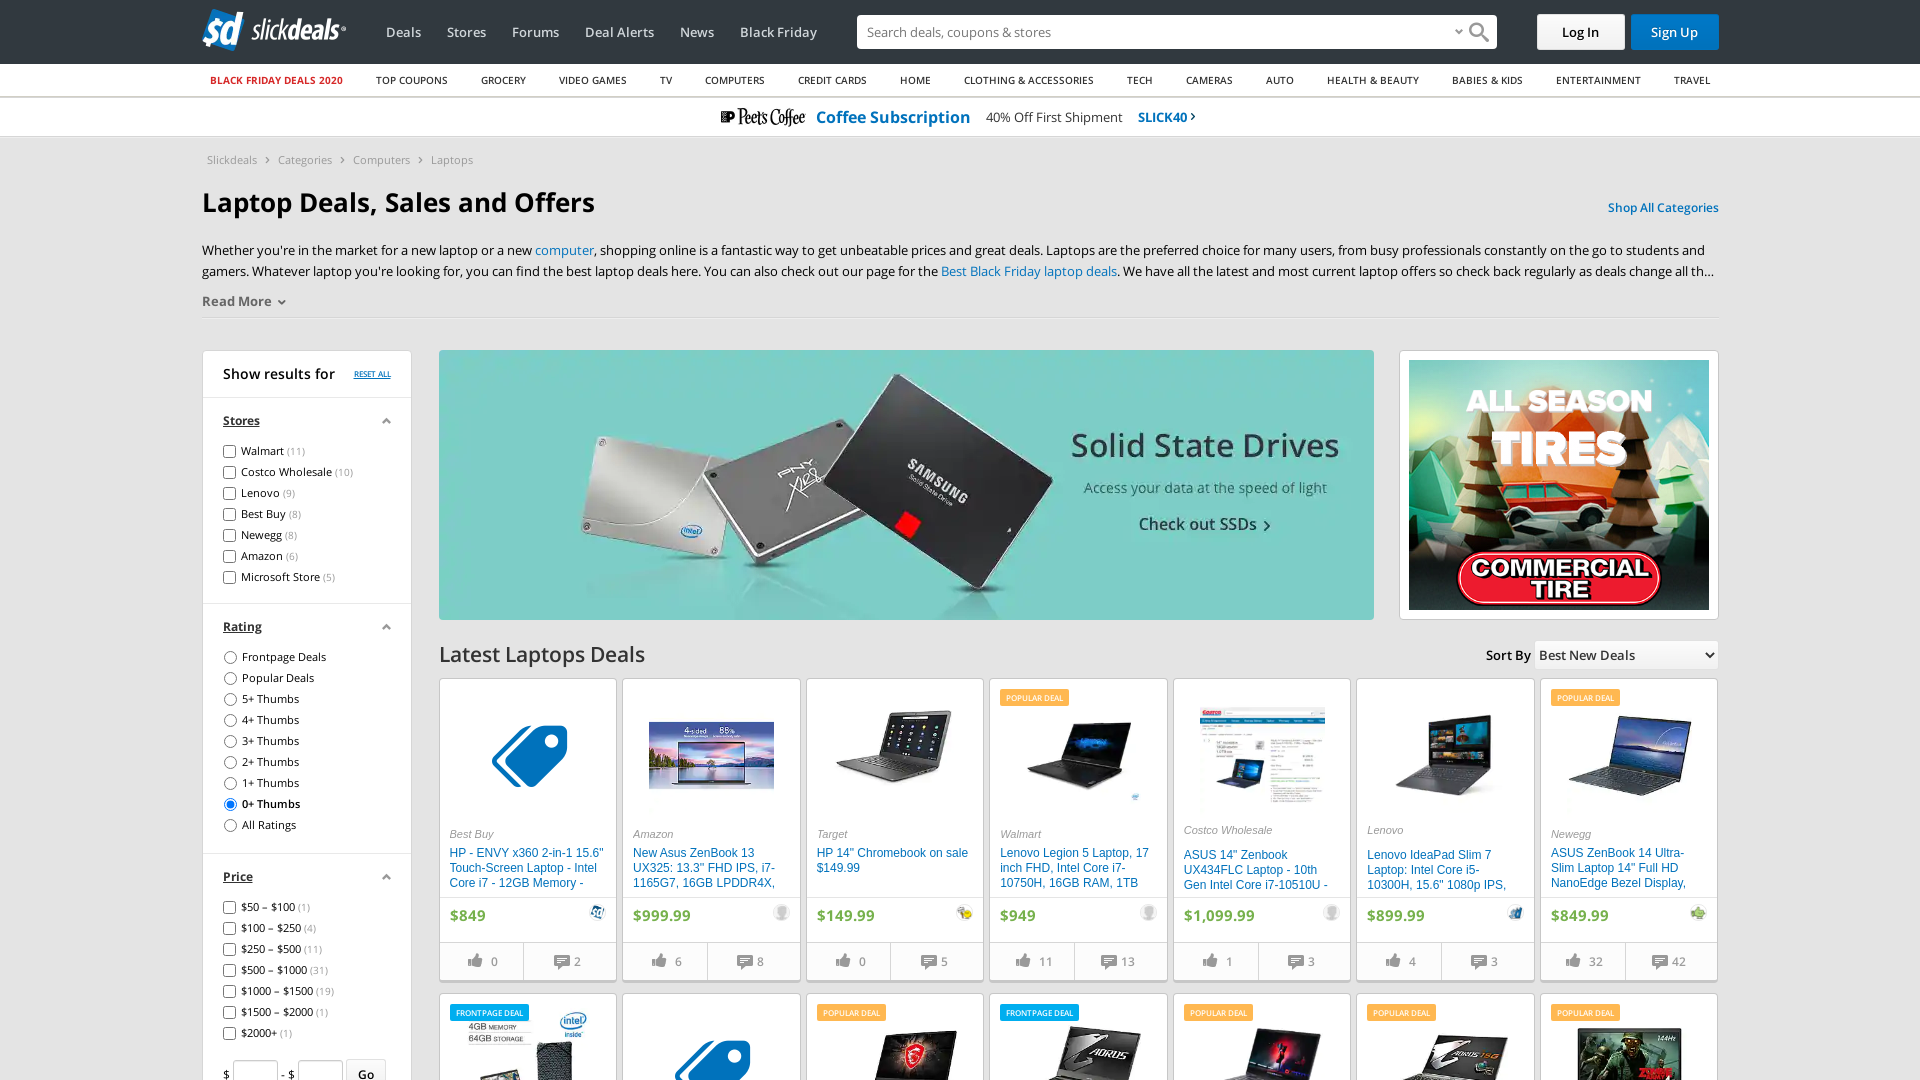 slickdeals
Deals
Stores
Forums
Deal Alerts
News
Black Friday
Search deals, coupons & stores
Log In
Sign Up
BLACK FRIDAY DEALS 2020
TOP COUPONS
GROCERY
VIDEO GAMES
TV
COMPUTERS
CREDIT CARDS
HOME
CLOTHING & ACCESSORIES
TECH
CAMERAS
AUTO
HEALTH & BEAUTY
BABIES & KIDS
ENTERTAINMENT
TRAVEL
Peet's Coffee Coffee Subscription 40% Off First Shipment SLICK40
Slickdeals > Categories > Computers > Laptops
Laptop Deals, Sales and Offers
Shop All Categories
Whether you're in the market for a new laptop or a new computer, shopping online is a fantastic way to get unbeatable prices and great deals. Laptops are the preferred choice for many users, from busy professionals constantly on the go to students and
gamers. Whatever laptop you're looking for, you can find the best laptop deals here. You can also check out our page for the Best Black Friday laptop deals. We have all the latest and most current laptop offers so check back regularly as deals change all th...
Read More
Show results for RESET ALL
Stores
Walmart (11)
Costco Wholesale (10)
Lenovo (9)
Best Buy (8)
Newegg (8)
Amazon (6)
Microsoft Store (5)
Rating
Frontpage Deals
Popular Deals
5+ Thumbs
4+ Thumbs
3+ Thumbs
2+ Thumbs
1+ Thumbs
0+ Thumbs
All Ratings
Price
$50 – $100 (1)
$100 – $250 (4)
$250 – $500 (11)
$500 – $1000 (31)
$1000 – $1500 (19)
$1500 – $2000 (1)
$2000+ (1)
$ - $ Go
intel
SAMSUNG
Solid State Drive
Solid State Drives
Access your data at the speed of light
Check out SSDs >
ALL SEASON
TIRES
COMMERCIAL
TIRE
Latest Laptops Deals
Sort By Best New Deals
Best Buy
HP - ENVY x360 2-in-1 15.6"
Touch-Screen Laptop - Intel
Core i7 - 12GB Memory -
$849
0
2
4-sided 88%
Amazon
New Asus ZenBook 13
UX325: 13.3" FHD IPS, i7-
1165G7, 16GB LPDDR4X,
$999.99
6
8
Target
HP 14" Chromebook on sale
$149.99
$149.99
0
5
POPULAR DEAL
Walmart
Lenovo Legion 5 Laptop, 17
inch FHD, Intel Core i7-
10750H, 16GB RAM, 1TB
$949
11
13
Costco Wholesale
ASUS 14" Zenbook
UX434FLC Laptop - 10th
Gen Intel Core i7-10510U -
$1,099.99
1
3
Lenovo
Lenovo IdeaPad Slim 7
Laptop: Intel Core i5-
10300H, 15.6" 1080p IPS,
$899.99
4
3
POPULAR DEAL
Newegg
ASUS ZenBook 14 Ultra-
Slim Laptop 14" Full HD
NanoEdge Bezel Display,
$849.99
32
42
FRONTPAGE DEAL
4GB MEMORY
64GB STORAGE
intel
inside
POPULAR DEAL
FRONTPAGE DEAL
AORUS
POPULAR DEAL
POPULAR DEAL
AORUS 15G
POPULAR DEAL
144Hz